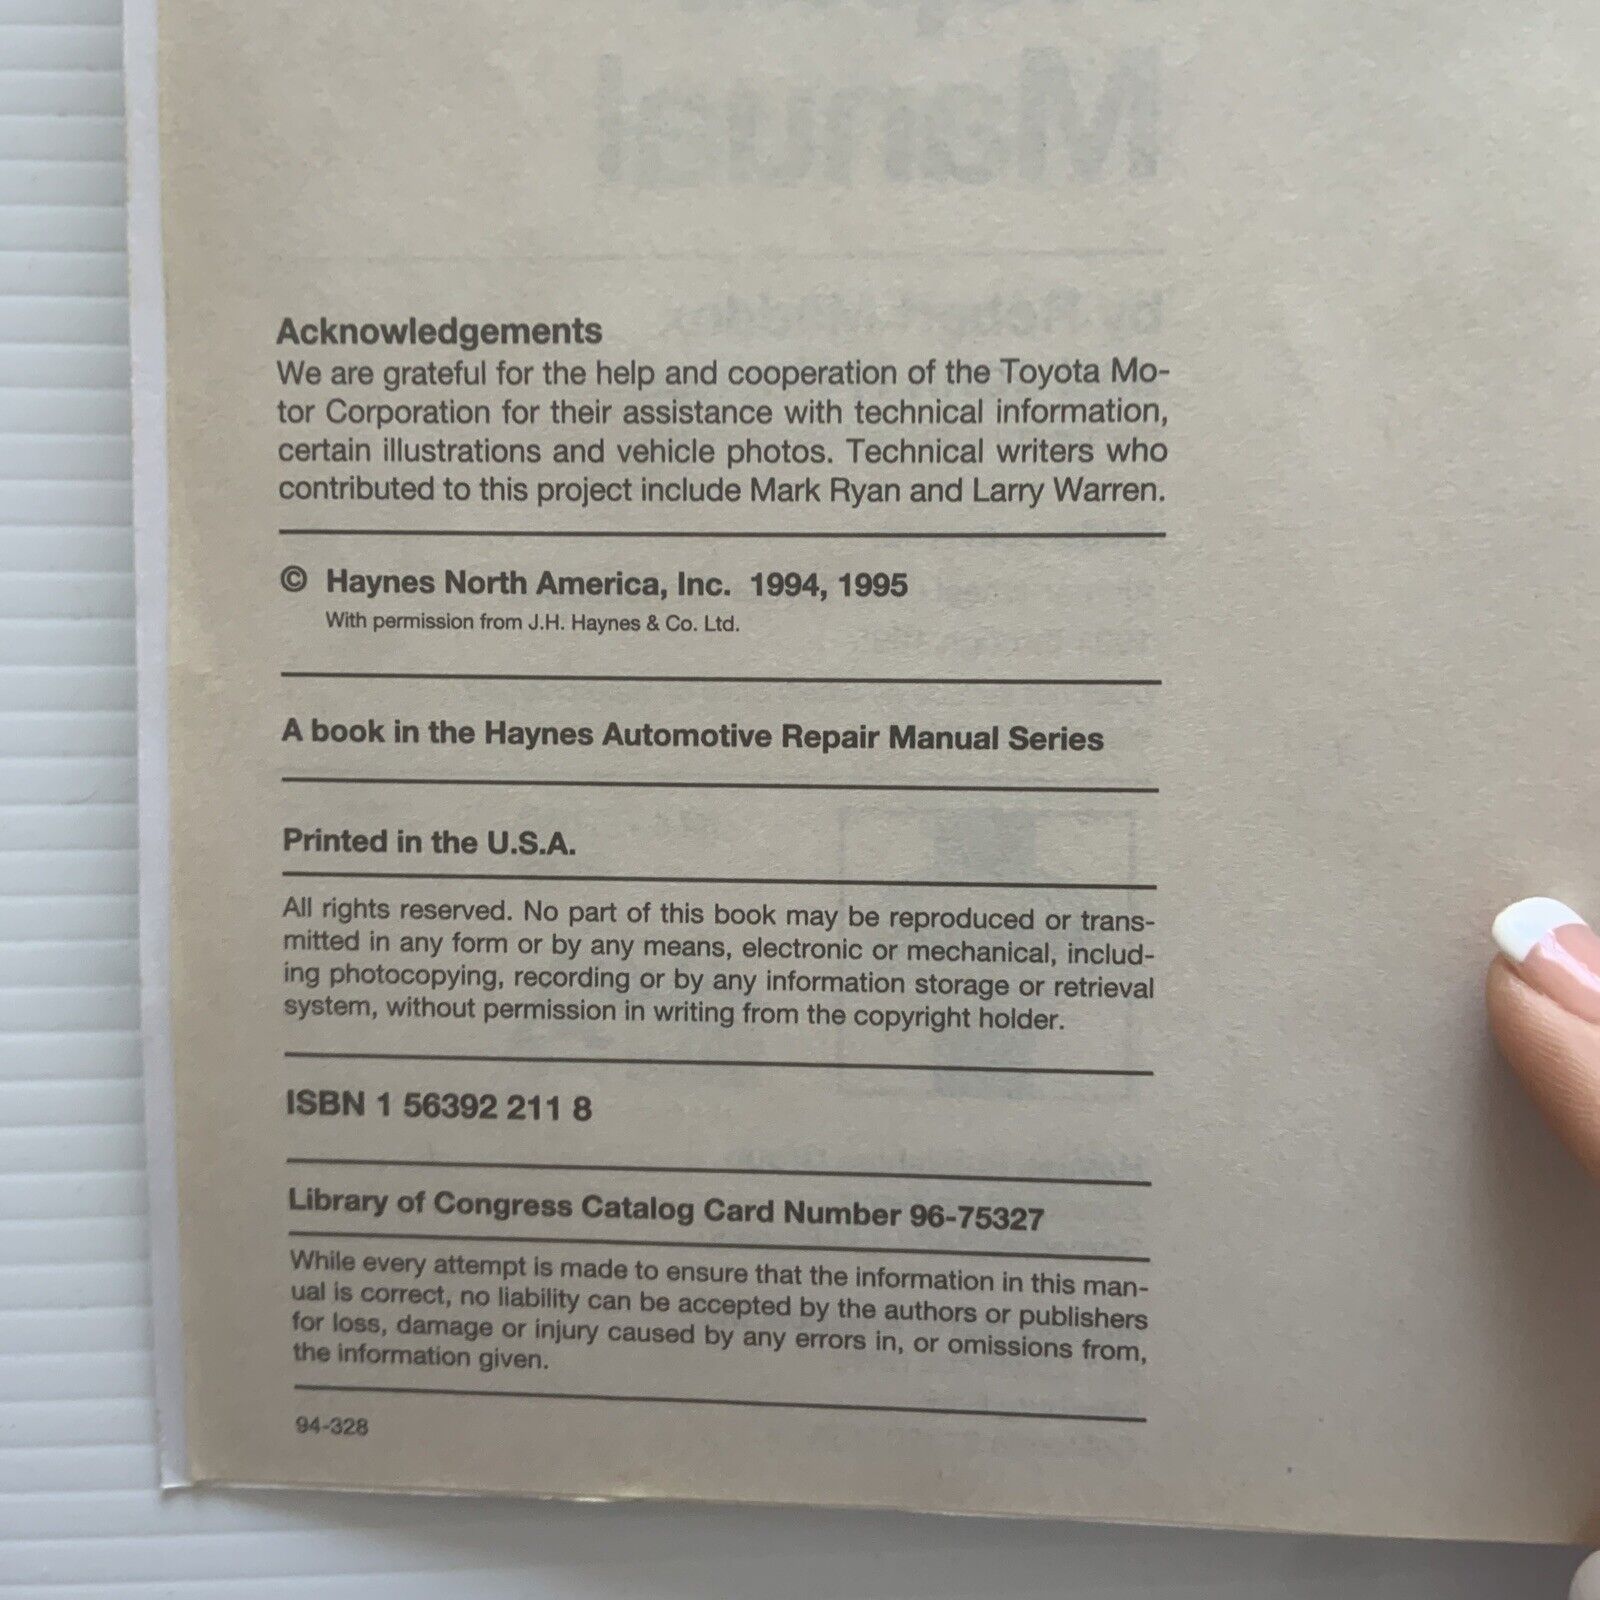 Manual
Acknowledgements
We are grateful for the help and cooperation of the Toyota Mo-
tor Corporation for their assistance with technical information,
certain illustrations and vehicle photos. Technical writers who
contributed to this project include Mark Ryan and Larry Warren.
© Haynes North America, Inc. 1994, 1995
With permission from J.H. Haynes & Co. Ltd.
A book in the Haynes Automotive Repair Manual Series
Printed in the U.S.A.
All rights reserved. No part of this book may be reproduced or trans-
mitted in any form or by any means, electronic or mechanical, includ-
ing photocopying, recording or by any information storage or retrieval
system, without permission in writing from the copyright holder.
ISBN 1 56392 211 8
Library of Congress Catalog Card Number 96-75327
While every attempt is made to ensure that the information in this man-
ual is correct, no liability can be accepted by the authors or publishers
for loss, damage or injury caused by any errors in, or omissions from,
the information given.
94-328